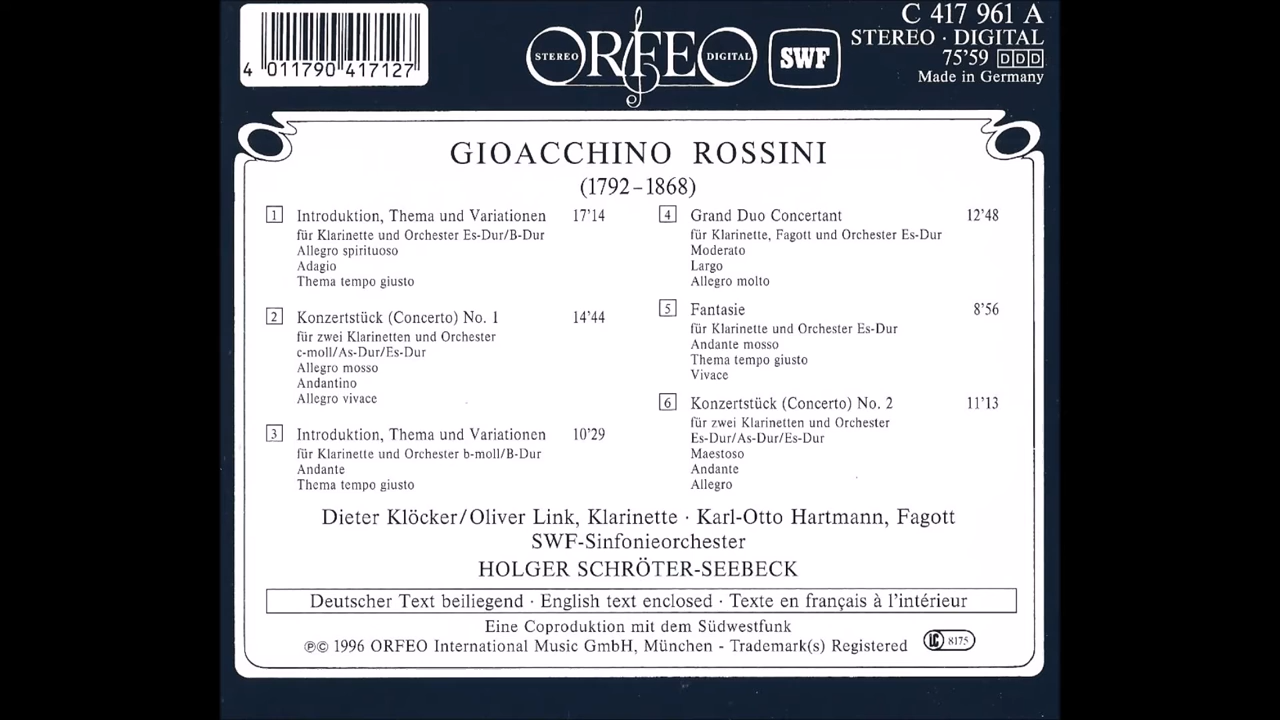 4 011790 417127
STEREO ORFEO DIGITAL
SWF
C 417 961 A
STEREO · DIGITAL
75'59 DDD
Made in Germany
GIOACCHINO ROSSINI
(1792–1868)
1 Introduktion, Thema und Variationen 17'14
für Klarinette und Orchester Es-Dur/B-Dur
Allegro spirituoso
Adagio
Thema tempo giusto
2 Konzertstück (Concerto) No. 1 14'44
für zwei Klarinetten und Orchester
c-moll/As-Dur/Es-Dur
Allegro mosso
Andantino
Allegro vivace
3 Introduktion, Thema und Variationen 10'29
für Klarinette und Orchester b-moll/B-Dur
Andante
Thema tempo giusto
4 Grand Duo Concertant 12'48
für Klarinette, Fagott und Orchester Es-Dur
Moderato
Largo
Allegro molto
5 Fantasie 8'56
für Klarinette und Orchester Es-Dur
Andante mosso
Thema tempo giusto
Vivace
6 Konzertstück (Concerto) No. 2 11'13
für zwei Klarinetten und Orchester
Es-Dur/As-Dur/Es-Dur
Maestoso
Andante
Allegro
Dieter Klöcker/Oliver Link, Klarinette · Karl-Otto Hartmann, Fagott
SWF-Sinfonieorchester
HOLGER SCHRÖTER-SEEBECK
Deutscher Text beiliegend · English text enclosed · Texte en français à l'intérieur
Eine Coproduktion mit dem Südwestfunk
℗© 1996 ORFEO International Music GmbH, München - Trademark(s) Registered
LC 8175